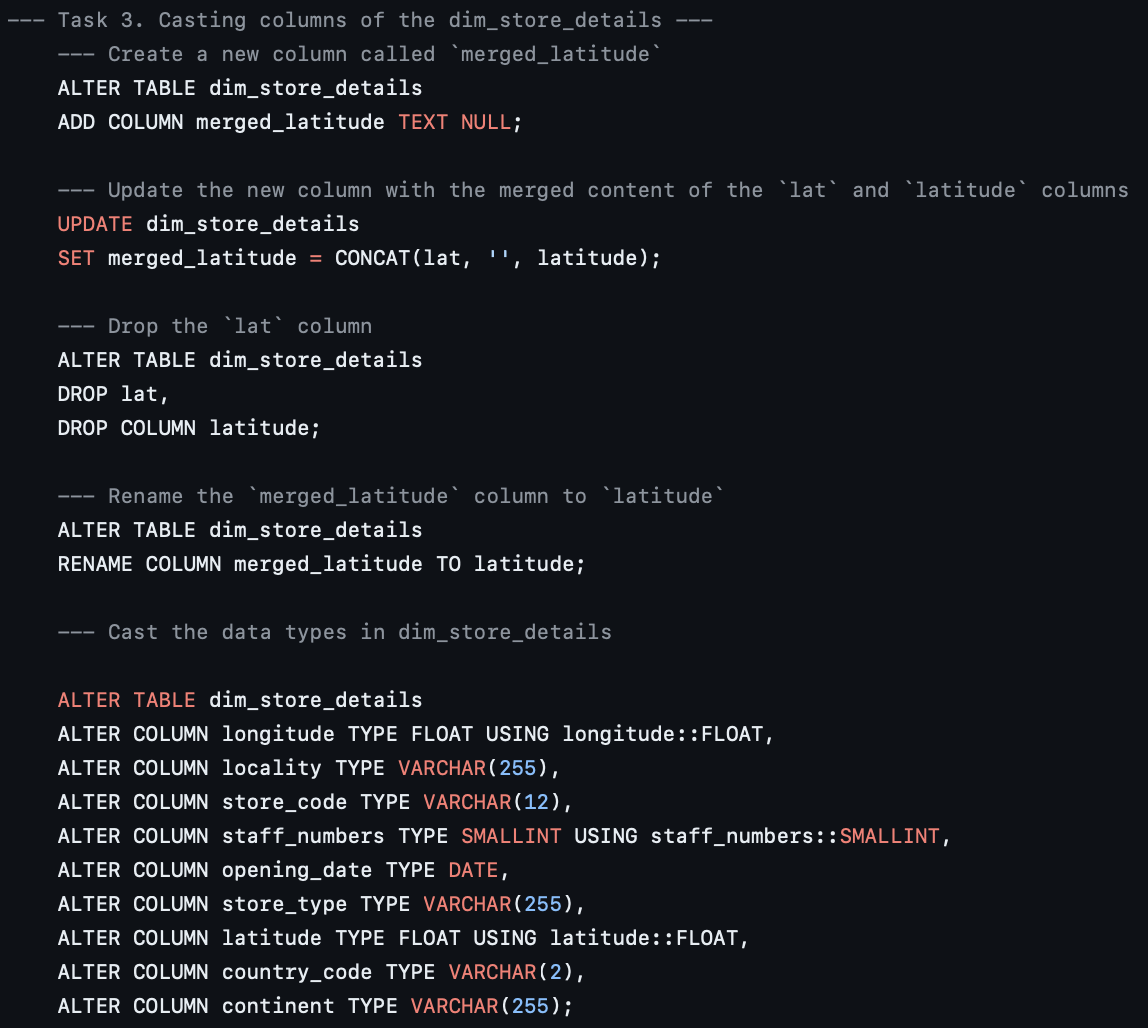 --- Task 3. Casting columns of the dim_store_details ---
--- Create a new column called `merged_latitude`
ALTER TABLE dim_store_details
ADD COLUMN merged_latitude TEXT NULL;
--- Update the new column with the merged content of the `lat` and `latitude` columns
UPDATE dim_store_details
SET merged_latitude = CONCAT(lat, '', latitude);
--- Drop the `lat` column
ALTER TABLE dim_store_details
DROP lat,
DROP COLUMN latitude;
--- Rename the `merged_latitude` column to `latitude`
ALTER TABLE dim_store_details
RENAME COLUMN merged_latitude TO latitude;
--- Cast the data types in dim_store_details
ALTER TABLE dim_store_details
ALTER COLUMN longitude TYPE FLOAT USING longitude::FLOAT,
ALTER COLUMN locality TYPE VARCHAR(255),
ALTER COLUMN store_code TYPE VARCHAR(12),
ALTER COLUMN staff_numbers TYPE SMALLINT USING staff_numbers::SMALLINT,
ALTER COLUMN opening_date TYPE DATE,
ALTER COLUMN store_type TYPE VARCHAR(255),
ALTER COLUMN latitude TYPE FLOAT USING latitude::FLOAT,
ALTER COLUMN country_code TYPE VARCHAR(2),
ALTER COLUMN continent TYPE VARCHAR(255);